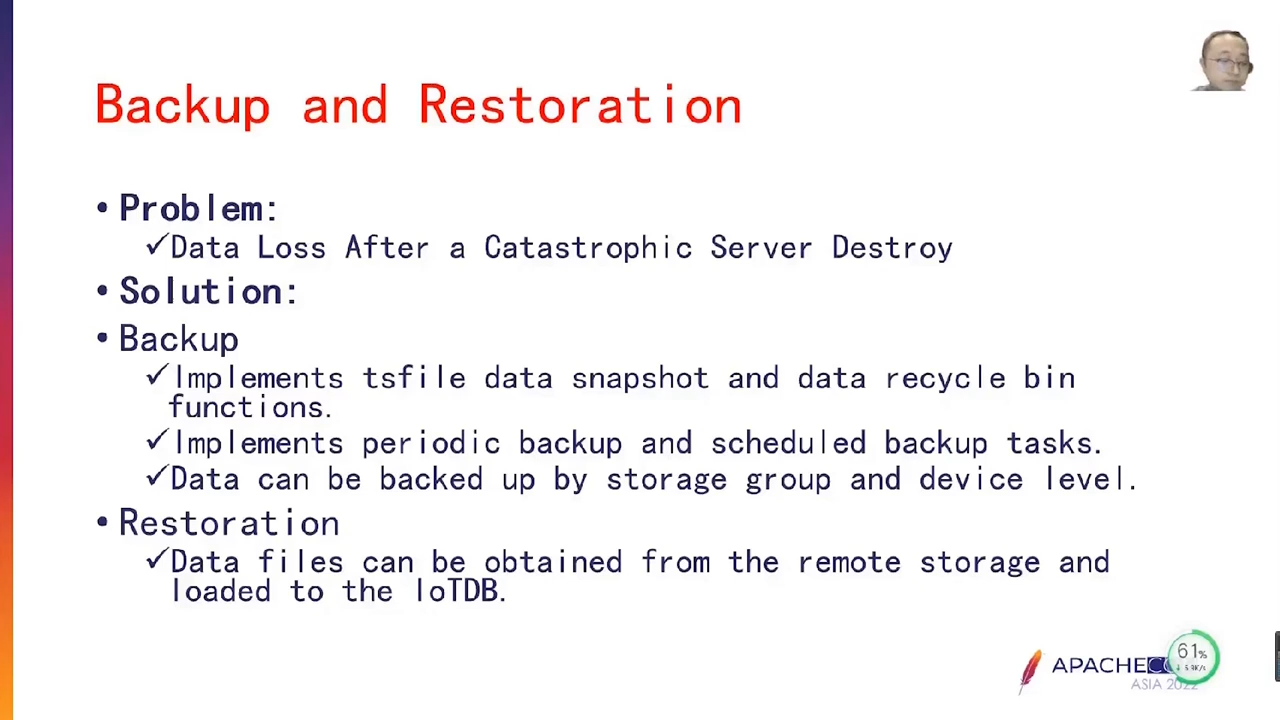 Backup and Restoration
• Problem:
✓Data Loss After a Catastrophic Server Destroy
• Solution:
• Backup
✓Implements tsfile data snapshot and data recycle bin
functions.
✓Implements periodic backup and scheduled backup tasks.
✓Data can be backed up by storage group and device level.
• Restoration
✓Data files can be obtained from the remote storage and
loaded to the IoTDB.
61%
APACHE
ASIA 2022